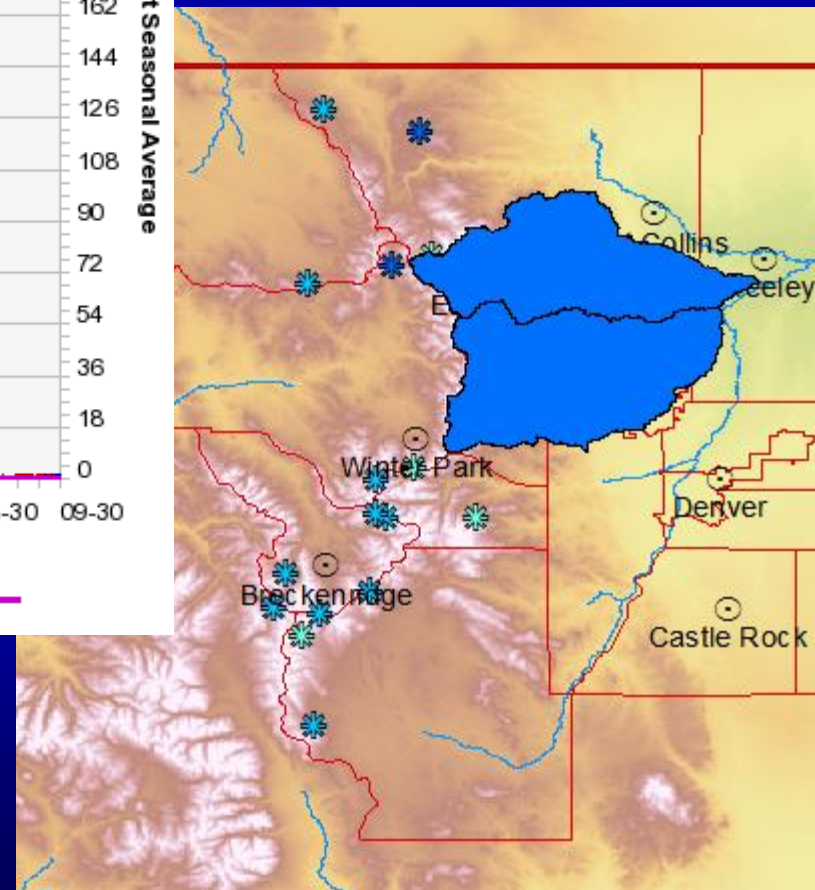 162
144
126
108
90
72
54
36
18
0
t Seasonal Average
-30 09-30
Collins
E
eeley
Winter Park
Denver
Breckenridge
Castle Rock